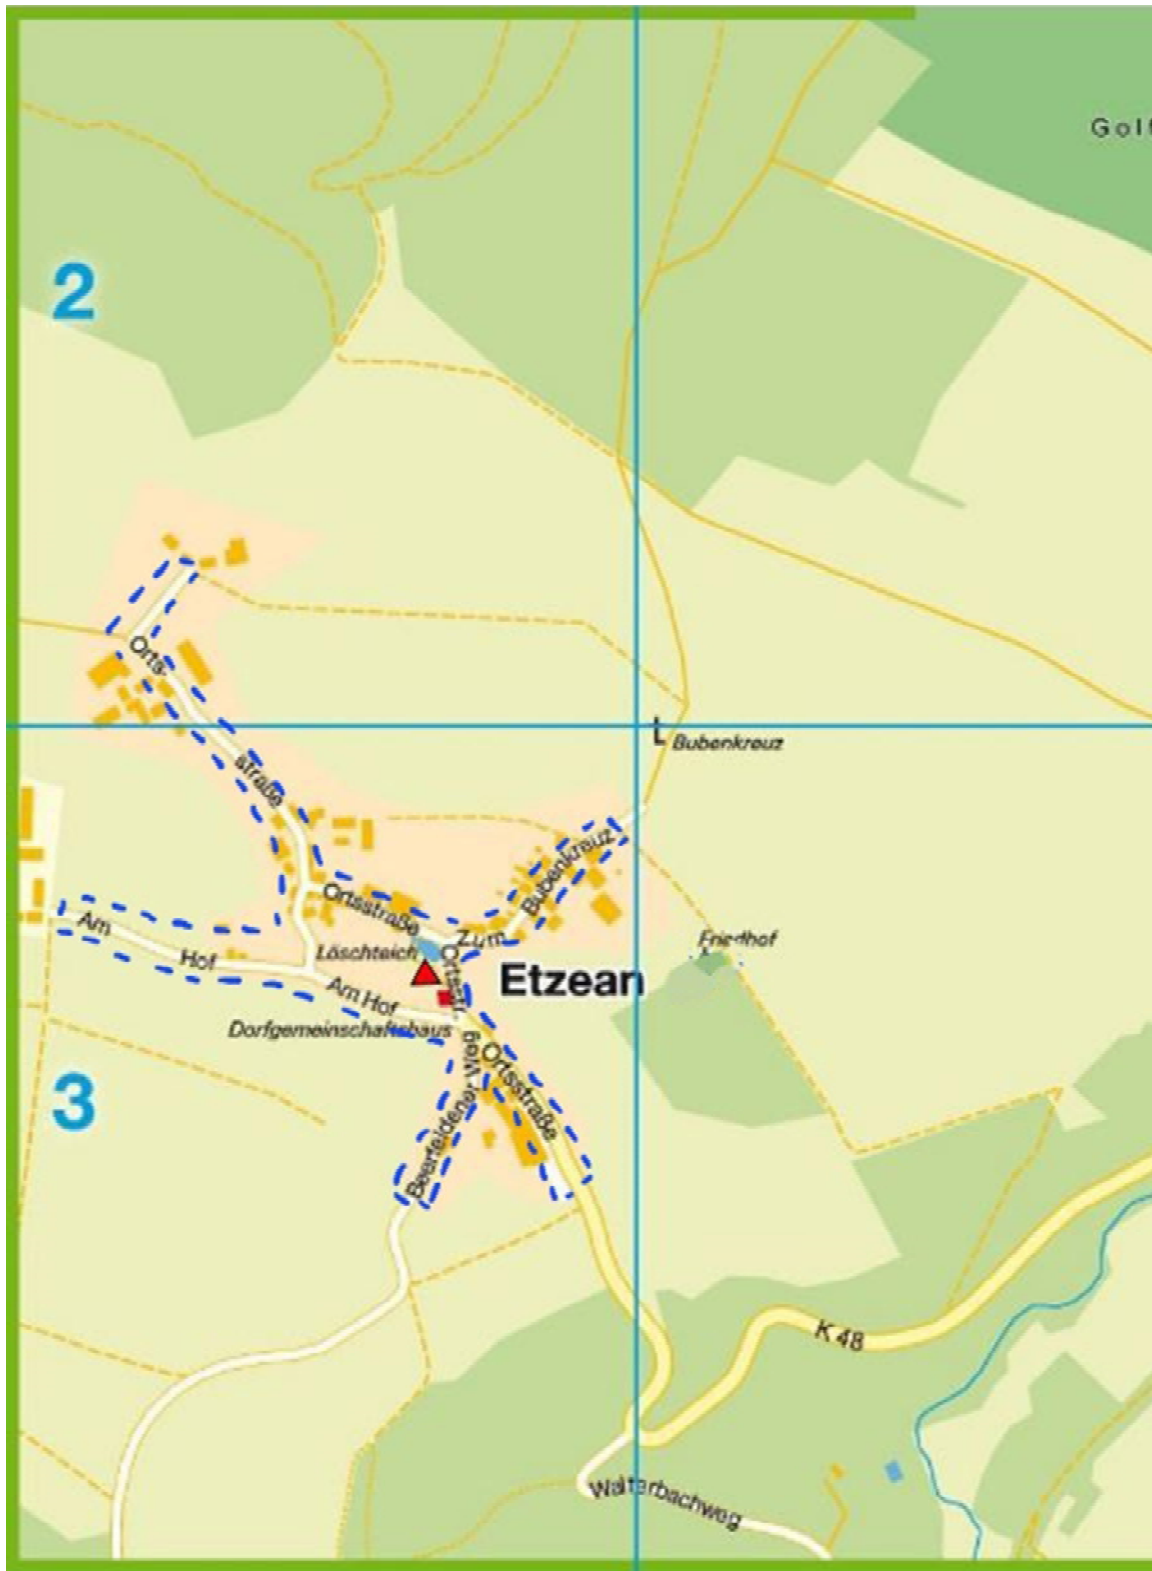 Golf
2
Orts-
straße
Bubenkreuz
Ortsstraße
Zum Bubenkreuz
Am Hof
Löschteich
Ortsstr.
Friedhof
Etzean
Am Hof
Dorfgemeinschaftshaus
3
Beerfeldener Weg
Ortsstraße
K 48
Walterbachweg